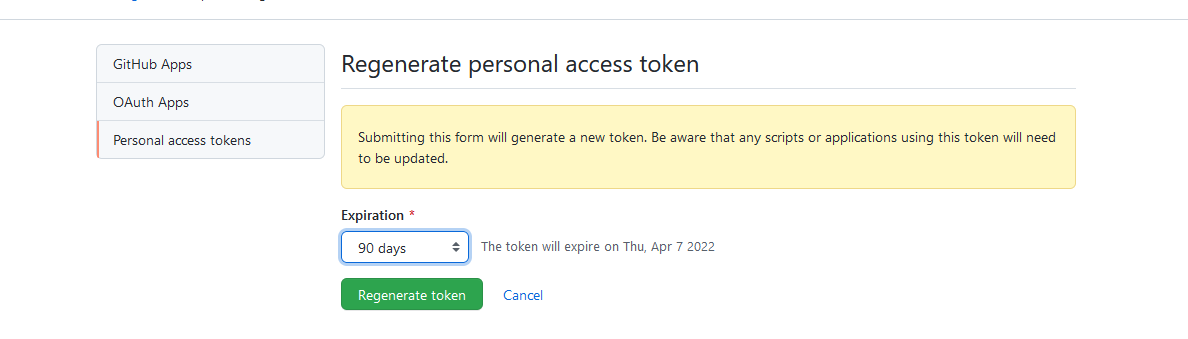 GitHub Apps
OAuth Apps
Personal access tokens
Regenerate personal access token
Submitting this form will generate a new token. Be aware that any scripts or applications using this token will need
to be updated.
Expiration *
90 days The token will expire on Thu, Apr 7 2022
Regenerate token Cancel